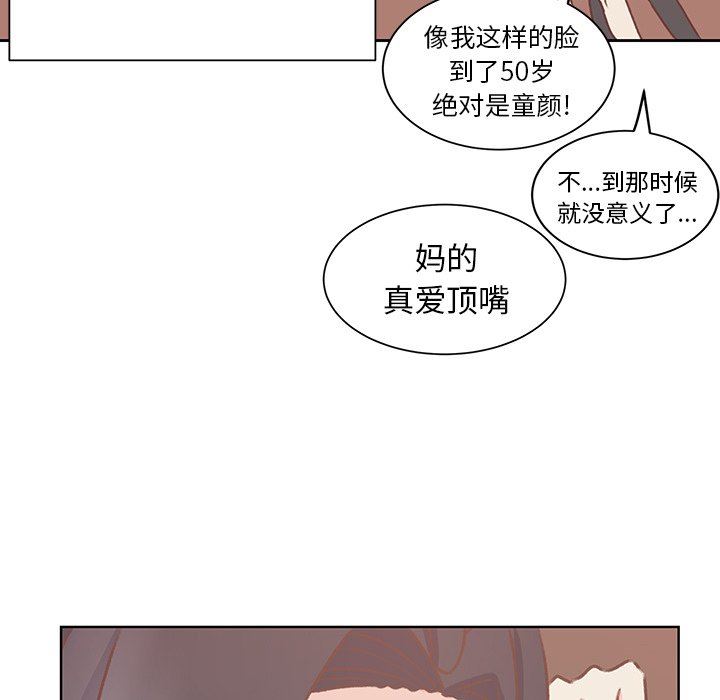 像我这样的脸
到了50岁
绝对是童颜!
不...到那时候
就没意义了...
妈的
真爱顶嘴